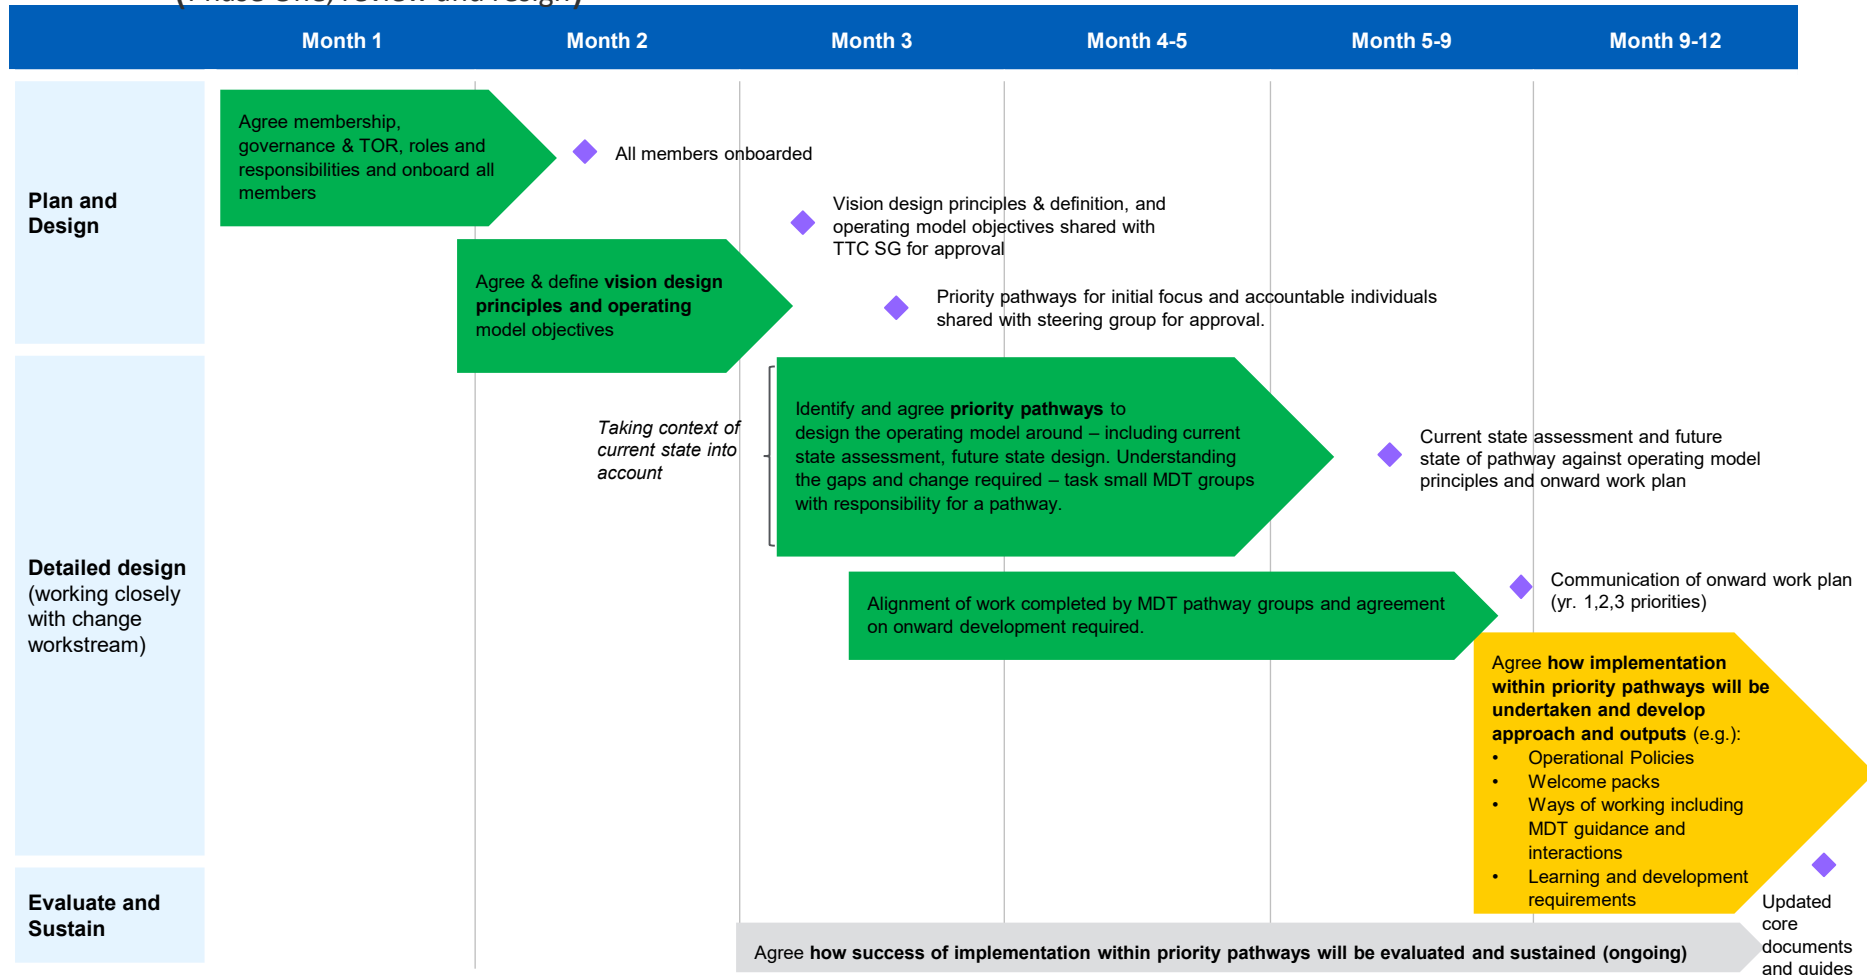 (Phase One, review and resign)
Month 1
Month 2
Month 3
Month 4-5
Month 5-9
Month 9-12
Plan and
Design
Agree membership,
governance & TOR, roles and
responsibilities and onboard all
members
All members onboarded
Vision design principles & definition, and
operating model objectives shared with
TTC SG for approval
Agree & define vision design
principles and operating
model objectives
Priority pathways for initial focus and accountable individuals
shared with steering group for approval.
Detailed design
(working closely
with change
workstream)
Taking context of
current state into
account
Identify and agree priority pathways to
design the operating model around – including current
state assessment, future state design. Understanding
the gaps and change required – task small MDT groups
with responsibility for a pathway.
Current state assessment and future
state of pathway against operating model
principles and onward work plan
Alignment of work completed by MDT pathway groups and agreement
on onward development required.
Communication of onward work plan
(yr. 1,2,3 priorities)
Agree how implementation
within priority pathways will be
undertaken and develop
approach and outputs (e.g.):
• Operational Policies
• Welcome packs
• Ways of working including
MDT guidance and
interactions
• Learning and development
requirements
Evaluate and
Sustain
Agree how success of implementation within priority pathways will be evaluated and sustained (ongoing)
Updated
core
documents
and guides